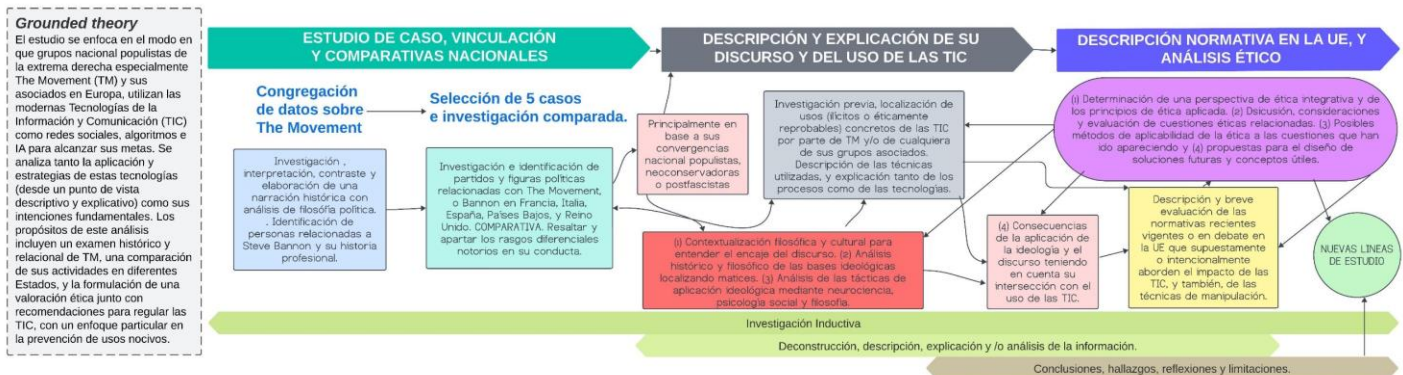 Grounded theory
El estudio se enfoca en el modo en
que grupos nacional populistas de
la extrema derecha especialmente
The Movement (TM) y sus
asociados en Europa, utilizan las
modernas Tecnologías de la
Información y Comunicación (TIC)
como redes sociales, algoritmos e
IA para alcanzar sus metas. Se
analiza tanto la aplicación y
estrategias de estas tecnologías
(desde un punto de vista
descriptivo y explicativo) como sus
intenciones fundamentales. Los
propósitos de este análisis
incluyen un examen histórico y
relacional de TM, una comparación
de sus actividades en diferentes
Estados, y la formulación de una
valoración ética junto con
recomendaciones para regular las
TIC, con un enfoque particular en
la prevención de usos nocivos.
ESTUDIO DE CASO, VINCULACIÓN
Y COMPARATIVAS NACIONALES
DESCRIPCIÓN Y EXPLICACIÓN DE SU
DISCURSO Y DEL USO DE LAS TIC
DESCRIPCIÓN NORMATIVA EN LA UE, Y
ANÁLISIS ÉTICO
Congregación
de datos sobre
The Movement
Selección de 5 casos
e investigación comparada.
Investigación ,
interpretación, contraste y
elaboración de una
narración histórica con
análisis de filosófía política.
. Identificación de
personas relacionadas a
Steve Bannon y su historia
profesional.
Investigación e identificación de
partidos y figuras políticas
relacionadas con The Movement,
o Bannon en Francia, Italia,
España, Países Bajos, y Reino
Unido. COMPARATIVA. Resaltar y
apartar los rasgos diferenciales
notorios en su conducta.
Principalmente en
base a sus
convergencias
nacional populistas,
neoconservadoras
o postfascistas
Investigación previa, localización de
usos (ilícitos o éticamente
reprobables) concretos de las TIC
por parte de TM y/o de cualquiera
de sus grupos asociados.
Descripción de las técnicas
utilizadas, y explicación tanto de los
procesos como de las tecnologías.
(1) Contextualización filosófica y cultural para
entender el encaje del discurso. (2) Análisis
histórico y filosófico de las bases ideológicas
localizando matices. (3) Análisis de las tácticas de
aplicación ideológica mediante neurociencia,
psicología social y filosofía.
(4) Consecuencias
de la aplicación de
la ideología y el
discurso teniendo
en cuenta su
intersección con el
uso de las TIC.
(1) Determinación de una perspectiva de ética integrativa y de
los principios de ética aplicada. (2) Dsicusión, consideraciones
y evaluación de cuestiones éticas relacionadas. (3) Posibles
métodos de aplicabilidad de la ética a las cuestiones que han
ido apareciendo y (4) propuestas para el diseño de
soluciones futuras y conceptos útiles.
Descripción y breve
evaluación de las
normativas recientes
vigentes o en debate en
la UE que supuestamente
o intencionalmente
aborden el impacto de las
TIC, y también, de las
técnicas de manipulación.
NUEVAS LINEAS
DE ESTUDIO
Investigación Inductiva
Deconstrucción, descripción, explicación y /o análisis de la información.
Conclusiones, hallazgos, reflexiones y limitaciones.